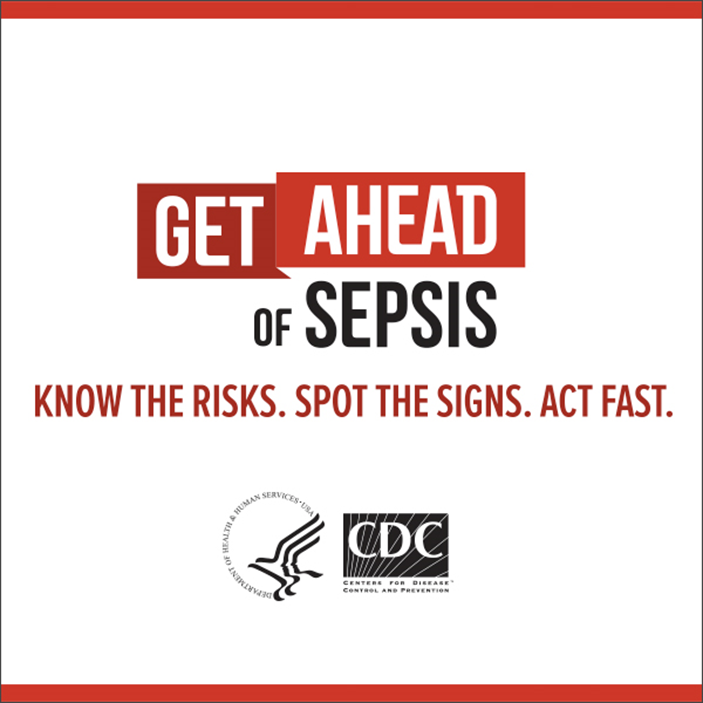 GET AHEAD
OF SEPSIS
KNOW THE RISKS. SPOT THE SIGNS. ACT FAST.
DEPARTMENT OF HEALTH & HUMAN SERVICES • USA
CDC
CENTERS FOR DISEASE™
CONTROL AND PREVENTION